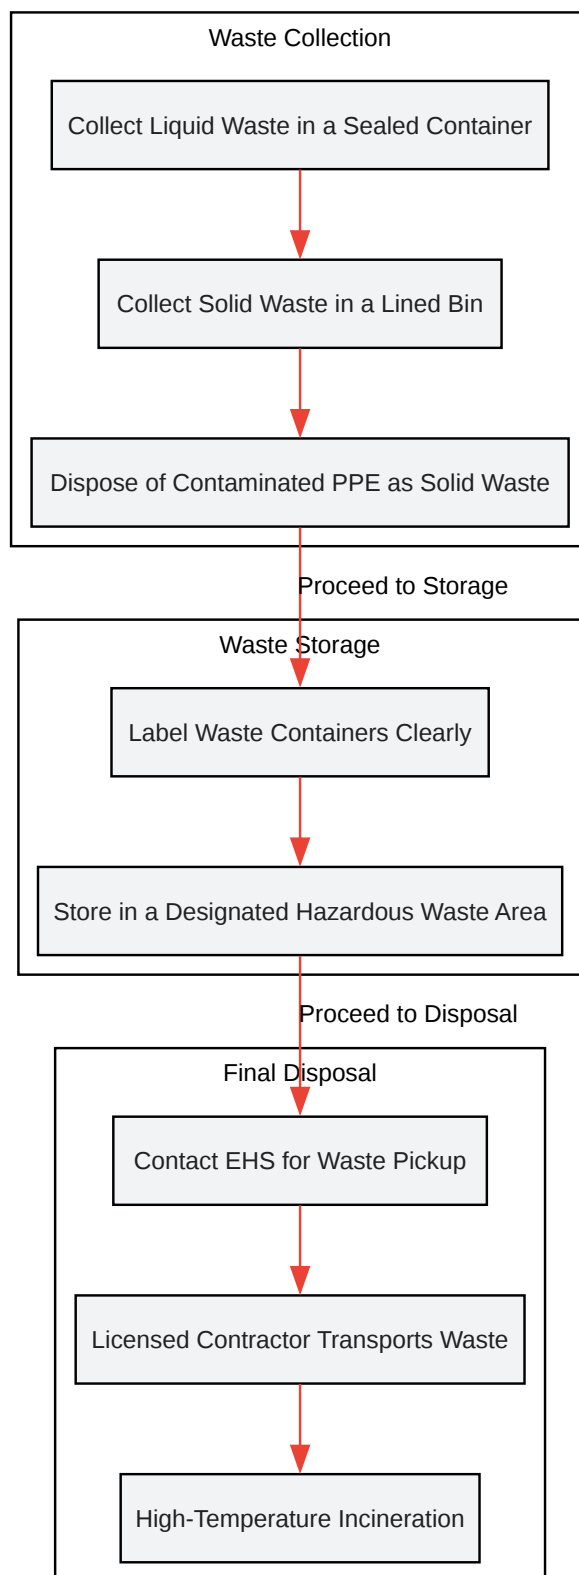 Waste Collection
Collect Liquid Waste in a Sealed Container
Collect Solid Waste in a Lined Bin
Dispose of Contaminated PPE as Solid Waste
Proceed to Storage
Waste Storage
Label Waste Containers Clearly
Store in a Designated Hazardous Waste Area
Proceed to Disposal
Final Disposal
Contact EHS for Waste Pickup
Licensed Contractor Transports Waste
High-Temperature Incineration